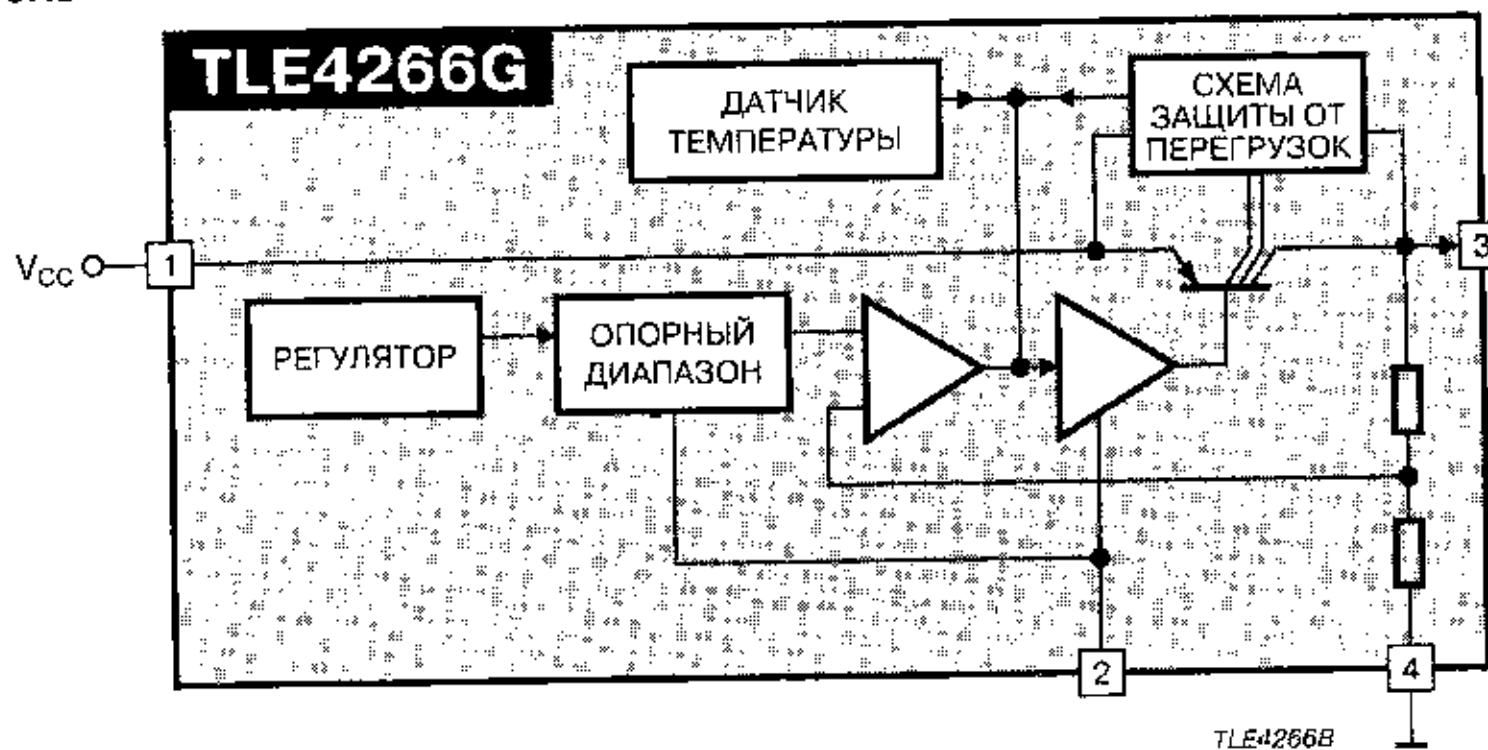 TLE4266G
ДАТЧИК
ТЕМПЕРАТУРЫ
СХЕМА
ЗАЩИТЫ ОТ
ПЕРЕГРУЗОК
VCC
1
3
РЕГУЛЯТОР
ОПОРНЫЙ
ДИАПАЗОН
2
4
TLE4266B